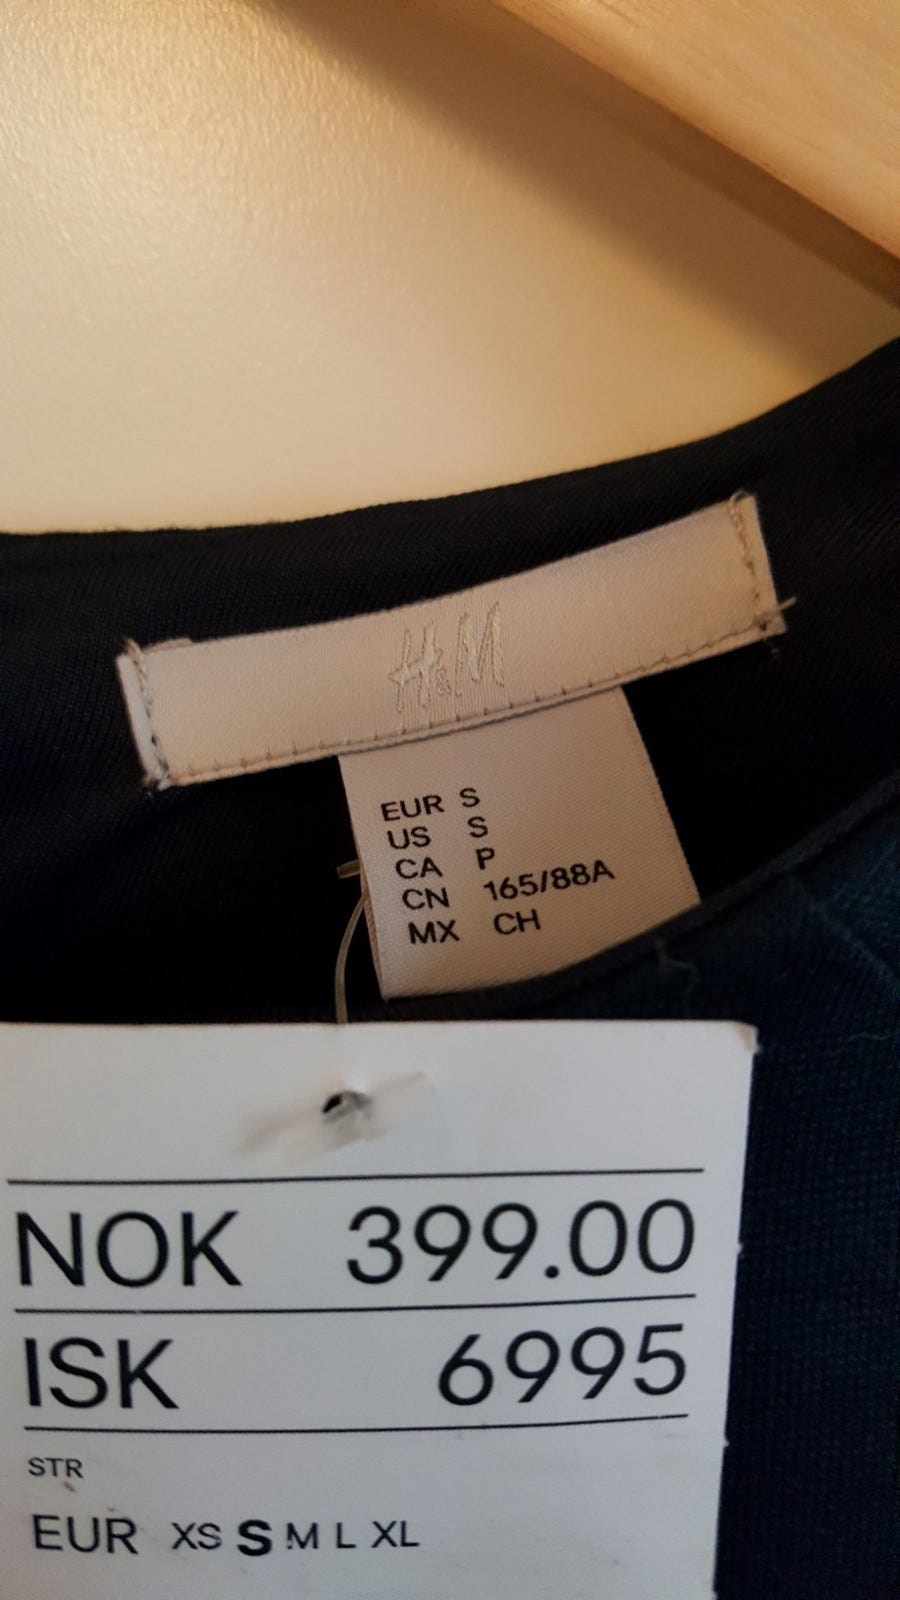 H&M
EUR S
US S
CA P
CN 165/88A
MX CH
NOK 399.00
ISK 6995
STR
EUR XS S M L XL